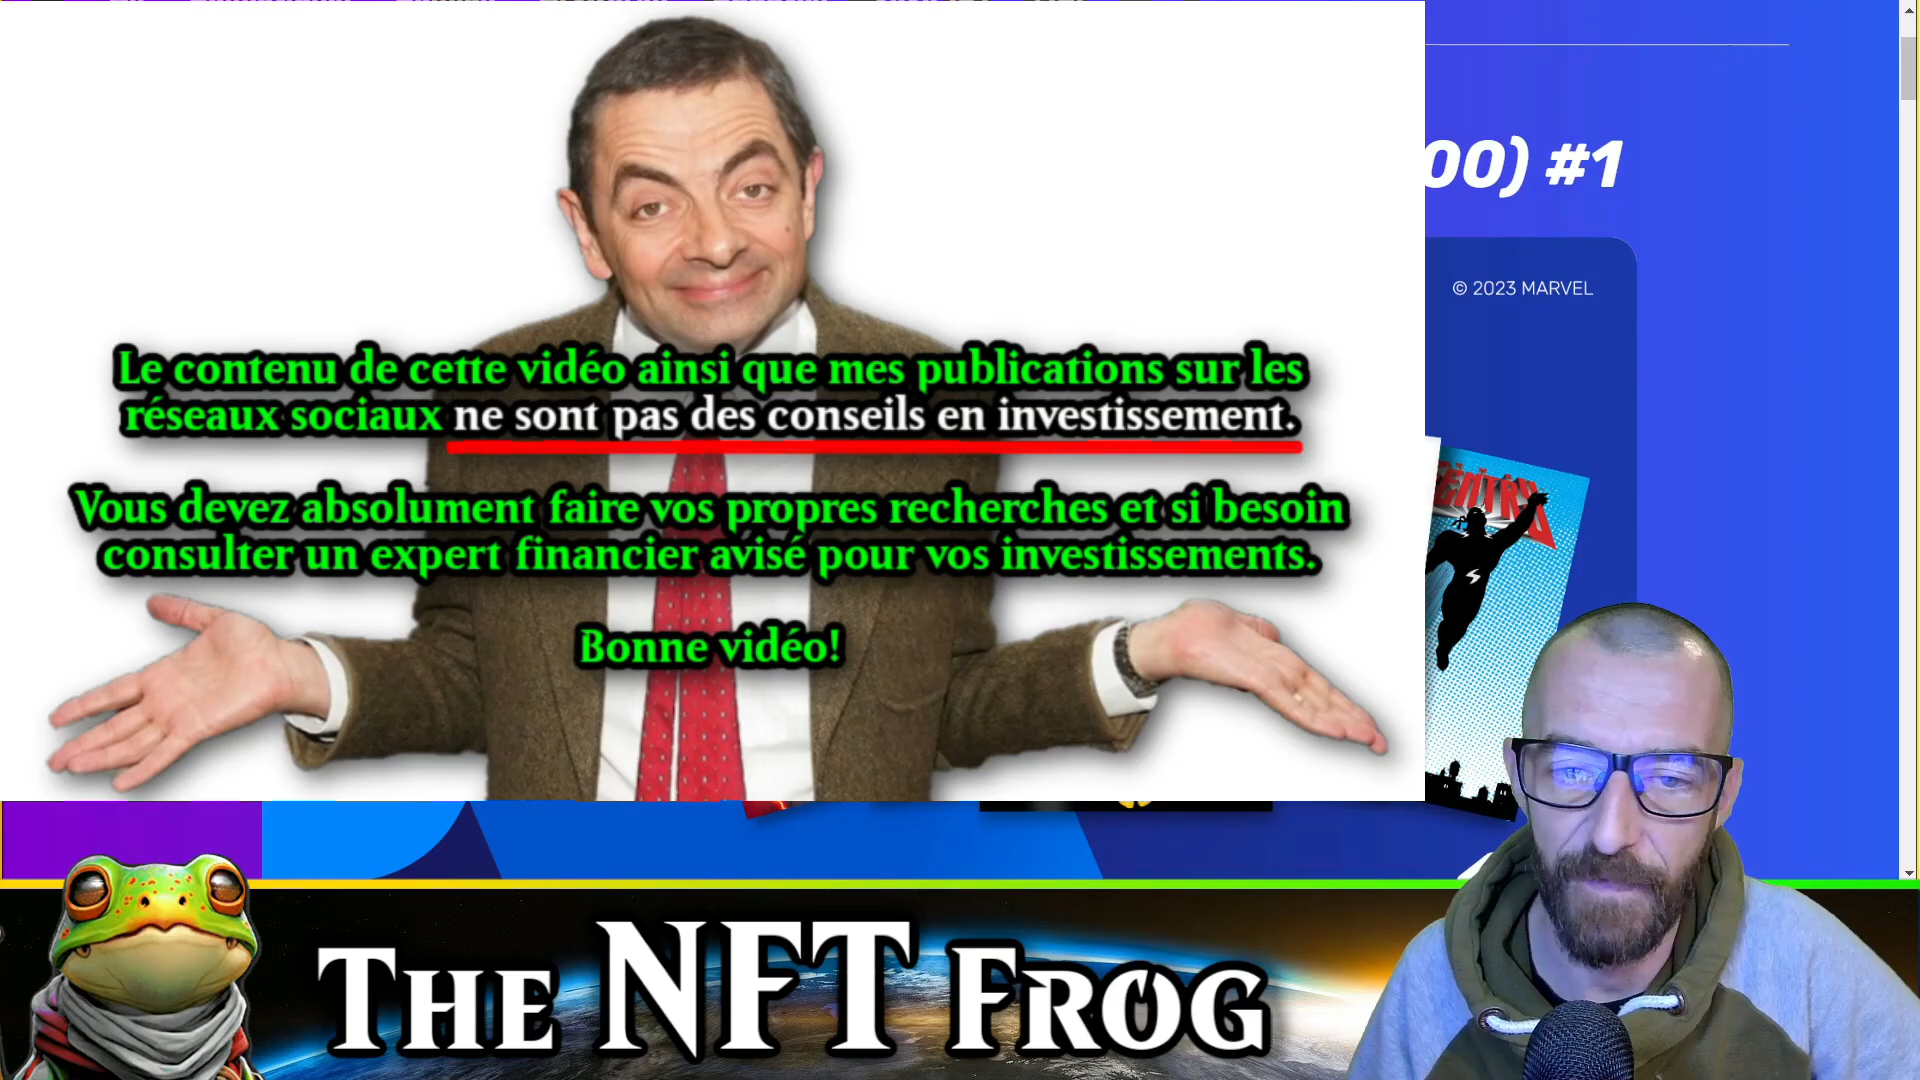 00) #1
© 2023 MARVEL
Le contenu de cette vidéo ainsi que mes publications sur les
réseaux sociaux ne sont pas des conseils en investissement.
Vous devez absolument faire vos propres recherches et si besoin
consulter un expert financier avisé pour vos investissements.
Bonne vidéo!
THE NFT FROG